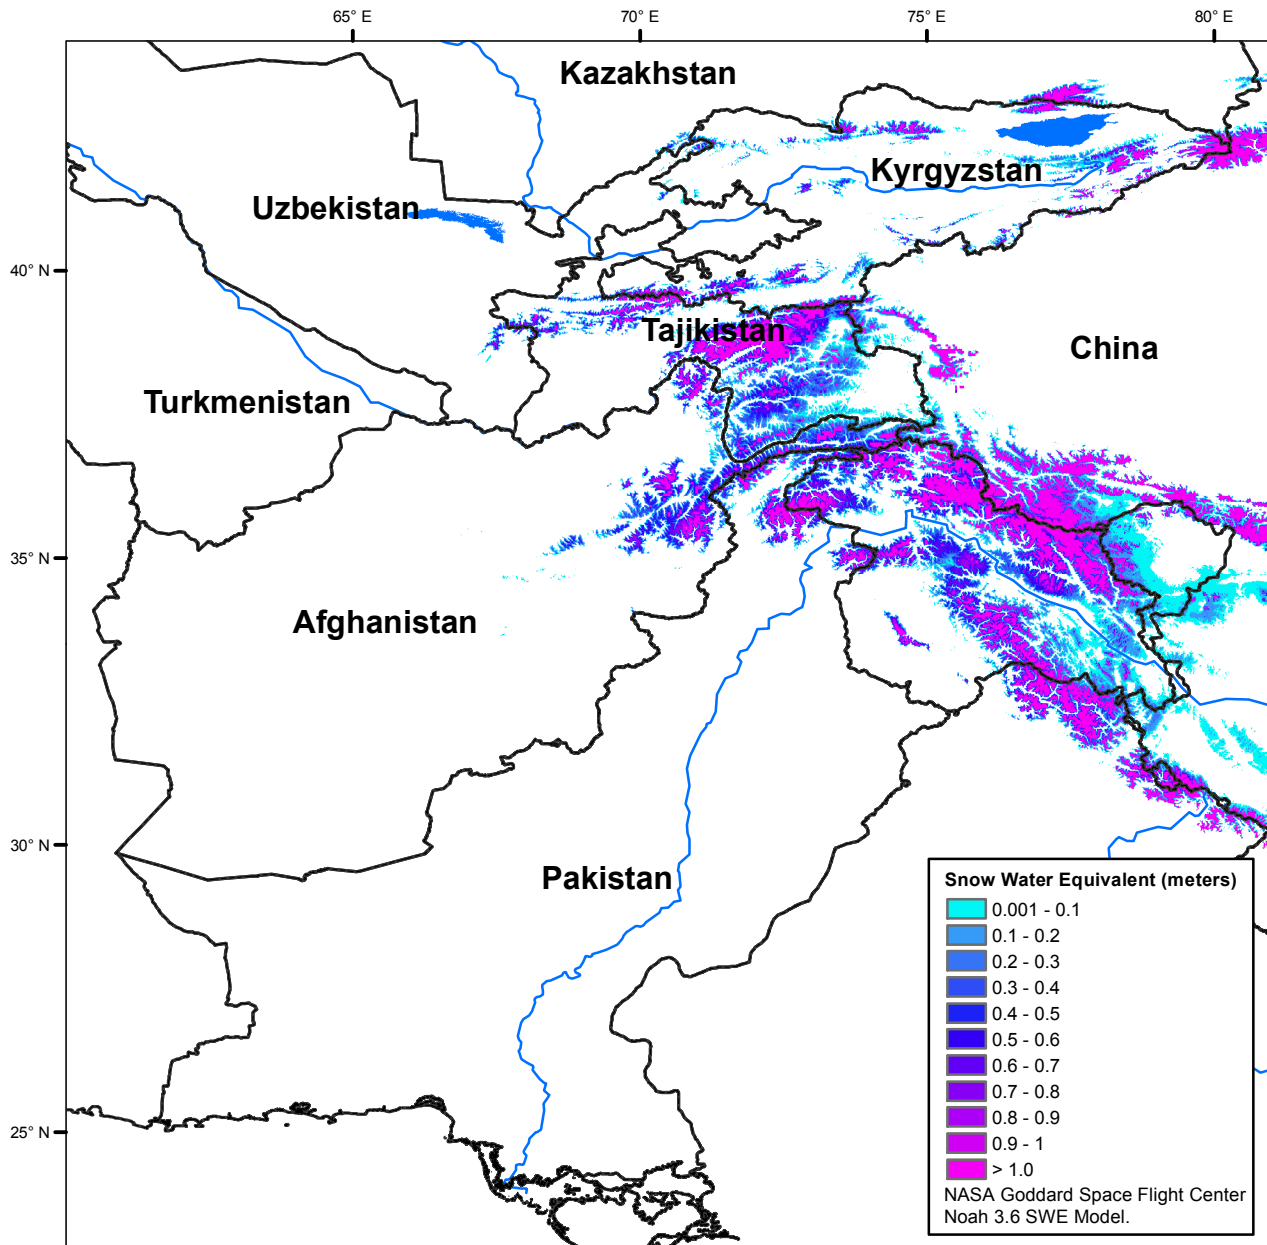 65° E
70° E
75° E
80° E
Kazakhstan
Kyrgyzstan
Uzbekistan
40° N
Tajikistan
China
Turkmenistan
35° N
Afghanistan
30° N
Pakistan
25° N
Snow Water Equivalent (meters)
0.001 - 0.1
0.1 - 0.2
0.2 - 0.3
0.3 - 0.4
0.4 - 0.5
0.5 - 0.6
0.6 - 0.7
0.7 - 0.8
0.8 - 0.9
0.9 - 1
> 1.0
NASA Goddard Space Flight Center
Noah 3.6 SWE Model.